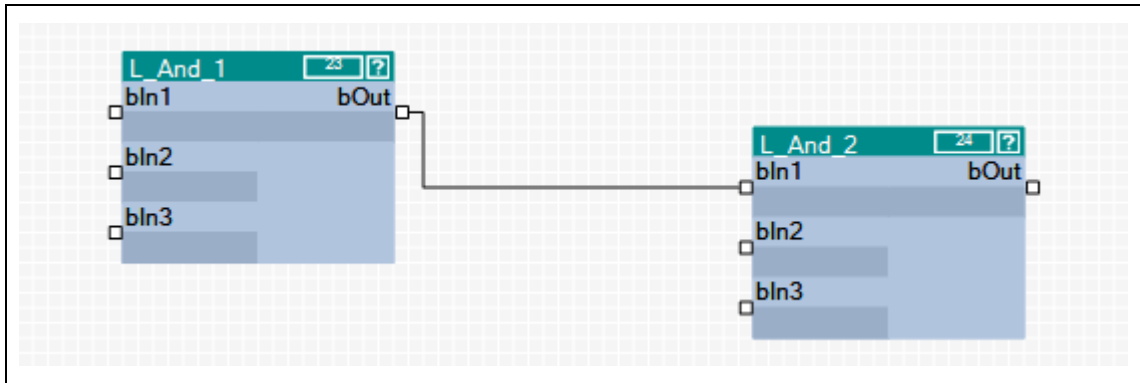 L_And_1 23 ?
bIn1 bOut
bIn2
bIn3
L_And_2 24 ?
bIn1 bOut
bIn2
bIn3